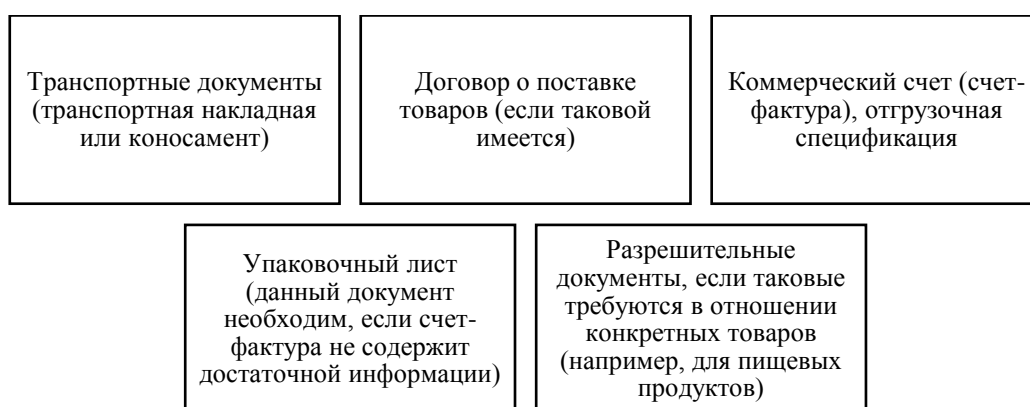 Транспортные документы
(транспортная накладная
или коносамент)
Договор о поставке
товаров (если таковой
имеется)
Коммерческий счет (счет-
фактура), отгрузочная
спецификация
Упаковочный лист
(данный документ
необходим, если счет-
фактура не содержит
достаточной информации)
Разрешительные
документы, если таковые
требуются в отношении
конкретных товаров
(например, для пищевых
продуктов)